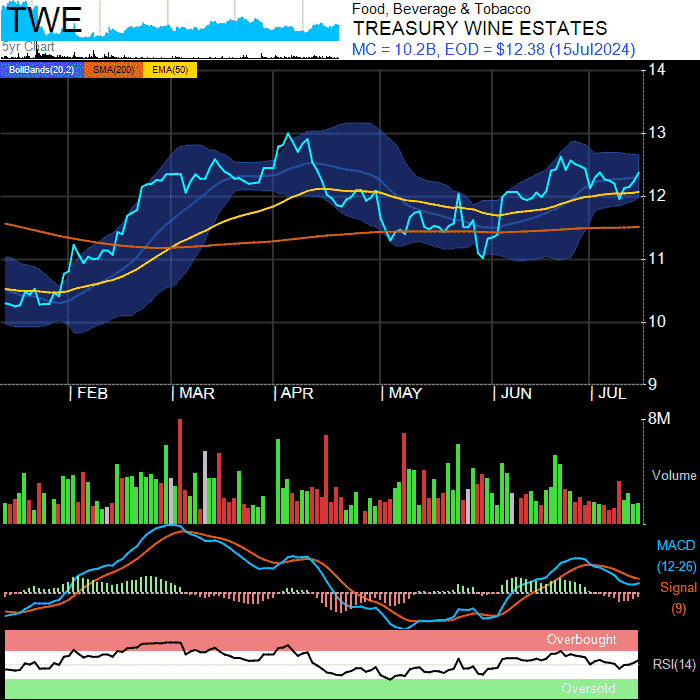 TWE
5yr Chart
Food, Beverage & Tobacco
TREASURY WINE ESTATES
MC = 10.2B, EOD = $12.38 (15Jul2024)
BollBands(20,2) SMA(200) EMA(50)
14
13
12
11
10
9
FEB MAR APR MAY JUN JUL
8M
Volume
MACD
(12-26)
Signal
(9)
Overbought
RSI(14)
Oversold